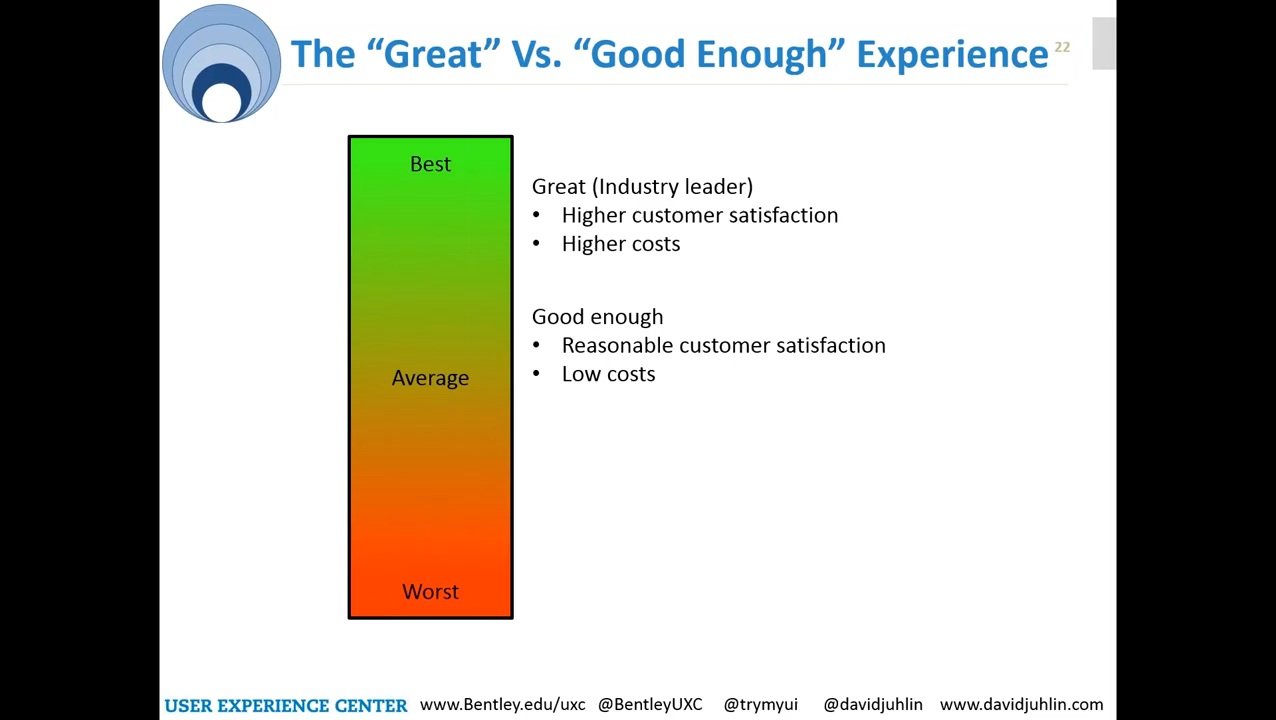 The “Great” Vs. “Good Enough” Experience 22
Best
Great (Industry leader)
• Higher customer satisfaction
• Higher costs
Good enough
• Reasonable customer satisfaction
• Low costs
Average
Worst
USER EXPERIENCE CENTER www.Bentley.edu/uxc @BentleyUXC @trymyui @davidjuhlin www.davidjuhlin.com